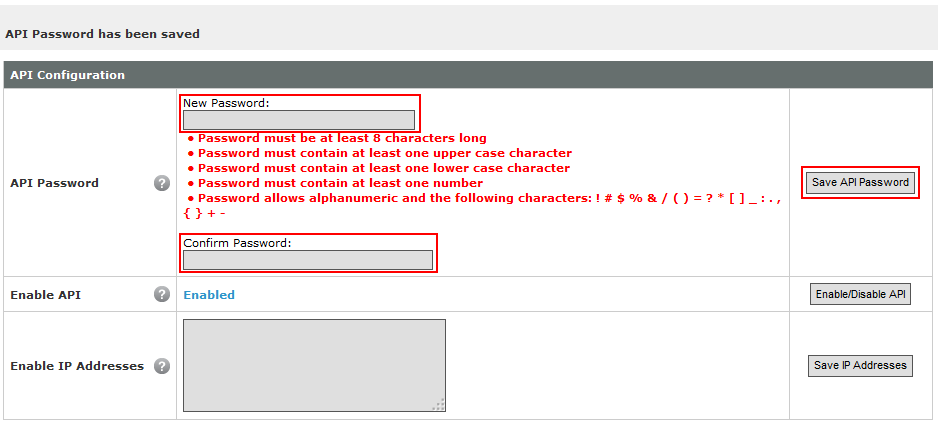 API Password has been saved
API Configuration
New Password:
• Password must be at least 8 characters long
• Password must contain at least one upper case character
• Password must contain at least one lower case character
API Password ?
• Password must contain at least one number
Save API Password
• Password allows alphanumeric and the following characters: ! # $ % & / ( ) = ? * [ ] _ : . ,
{ } + -
Confirm Password:
Enable API ? Enabled Enable/Disable API
Enable IP Addresses ? Save IP Addresses